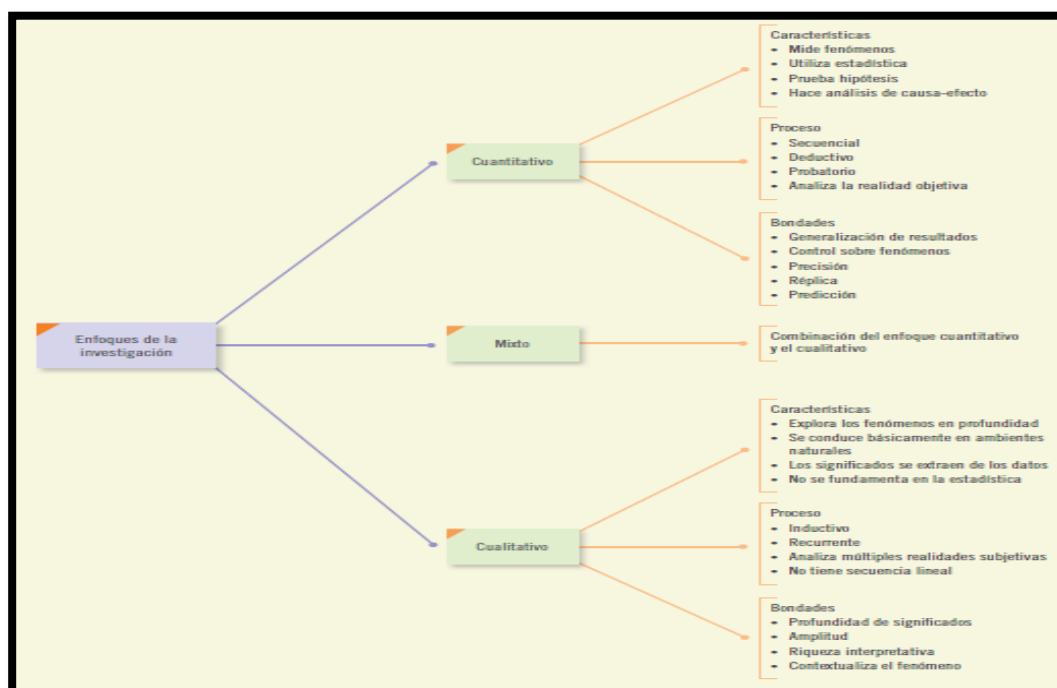 Enfoques de la
investigación
Cuantitativo
Características
• Mide fenómenos
• Utiliza estadística
• Prueba hipótesis
• Hace análisis de causa-efecto
Proceso
• Secuencial
• Deductivo
• Probatorio
• Analiza la realidad objetiva
Bondades
• Generalización de resultados
• Control sobre fenómenos
• Precisión
• Réplica
• Predicción
Mixto
Combinación del enfoque cuantitativo
y el cualitativo
Cualitativo
Características
• Explora los fenómenos en profundidad
• Se conduce básicamente en ambientes
naturales
• Los significados se extraen de los datos
• No se fundamenta en la estadística
Proceso
• Inductivo
• Recurrente
• Analiza múltiples realidades subjetivas
• No tiene secuencia lineal
Bondades
• Profundidad de significados
• Amplitud
• Riqueza interpretativa
• Contextualiza el fenómeno